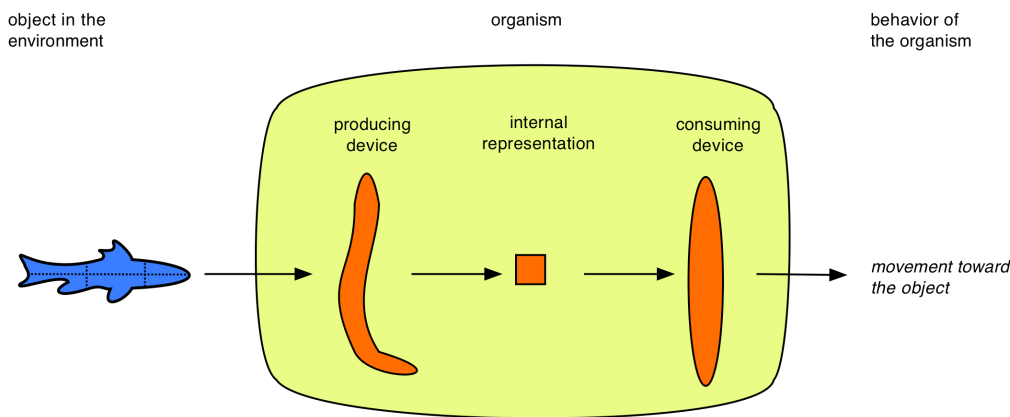 object in the
environment
organism
behavior of
the organism
producing
device
internal
representation
consuming
device
movement toward
the object